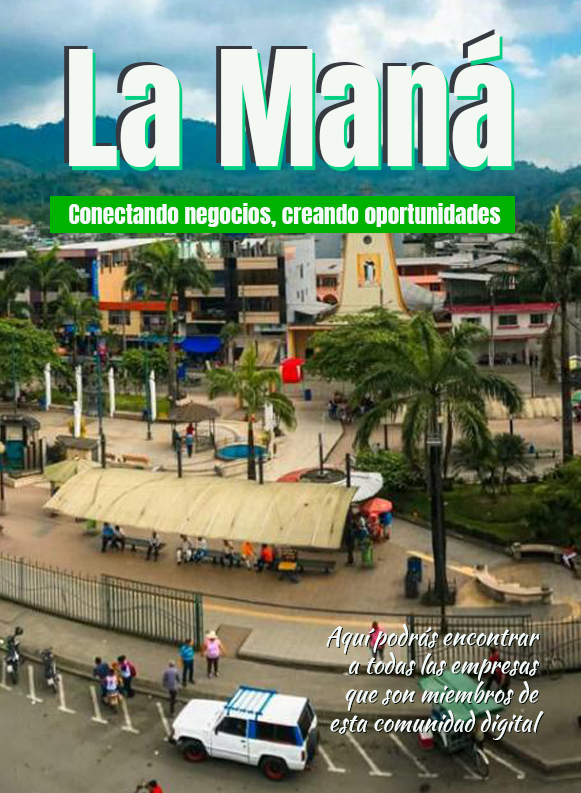 La Maná
Conectando negocios, creando oportunidades
Aquí podrás encontrar
a todas las empresas
que son miembros de
esta comunidad digital